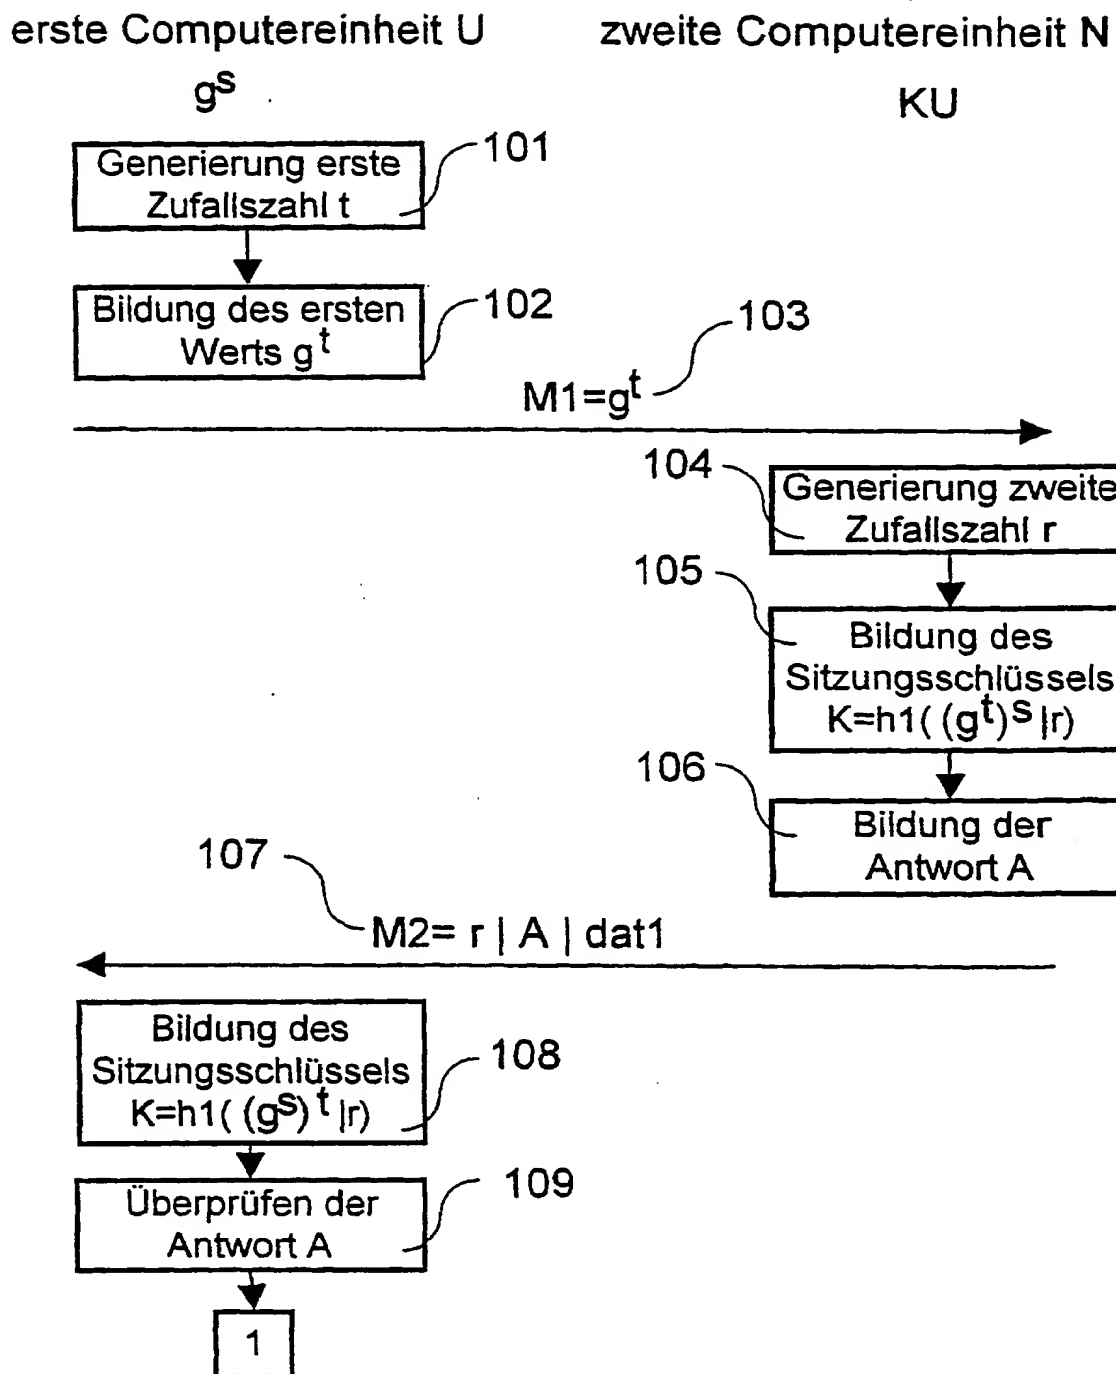 erste Computereinheit U
zweite Computereinheit N
g^s
KU
Generierung erste
Zufallszahl t
101
Bildung des ersten
Werts g^t
102
103
M1=g^t
104
Generierung zweite
Zufallszahl r
105
Bildung des
Sitzungsschlüssels
K=h1( (g^t)^s |r)
106
Bildung der
Antwort A
107
M2= r | A | dat1
Bildung des
Sitzungsschlüssels
K=h1( (g^s)^t |r)
108
Überprüfen der
Antwort A
109
1